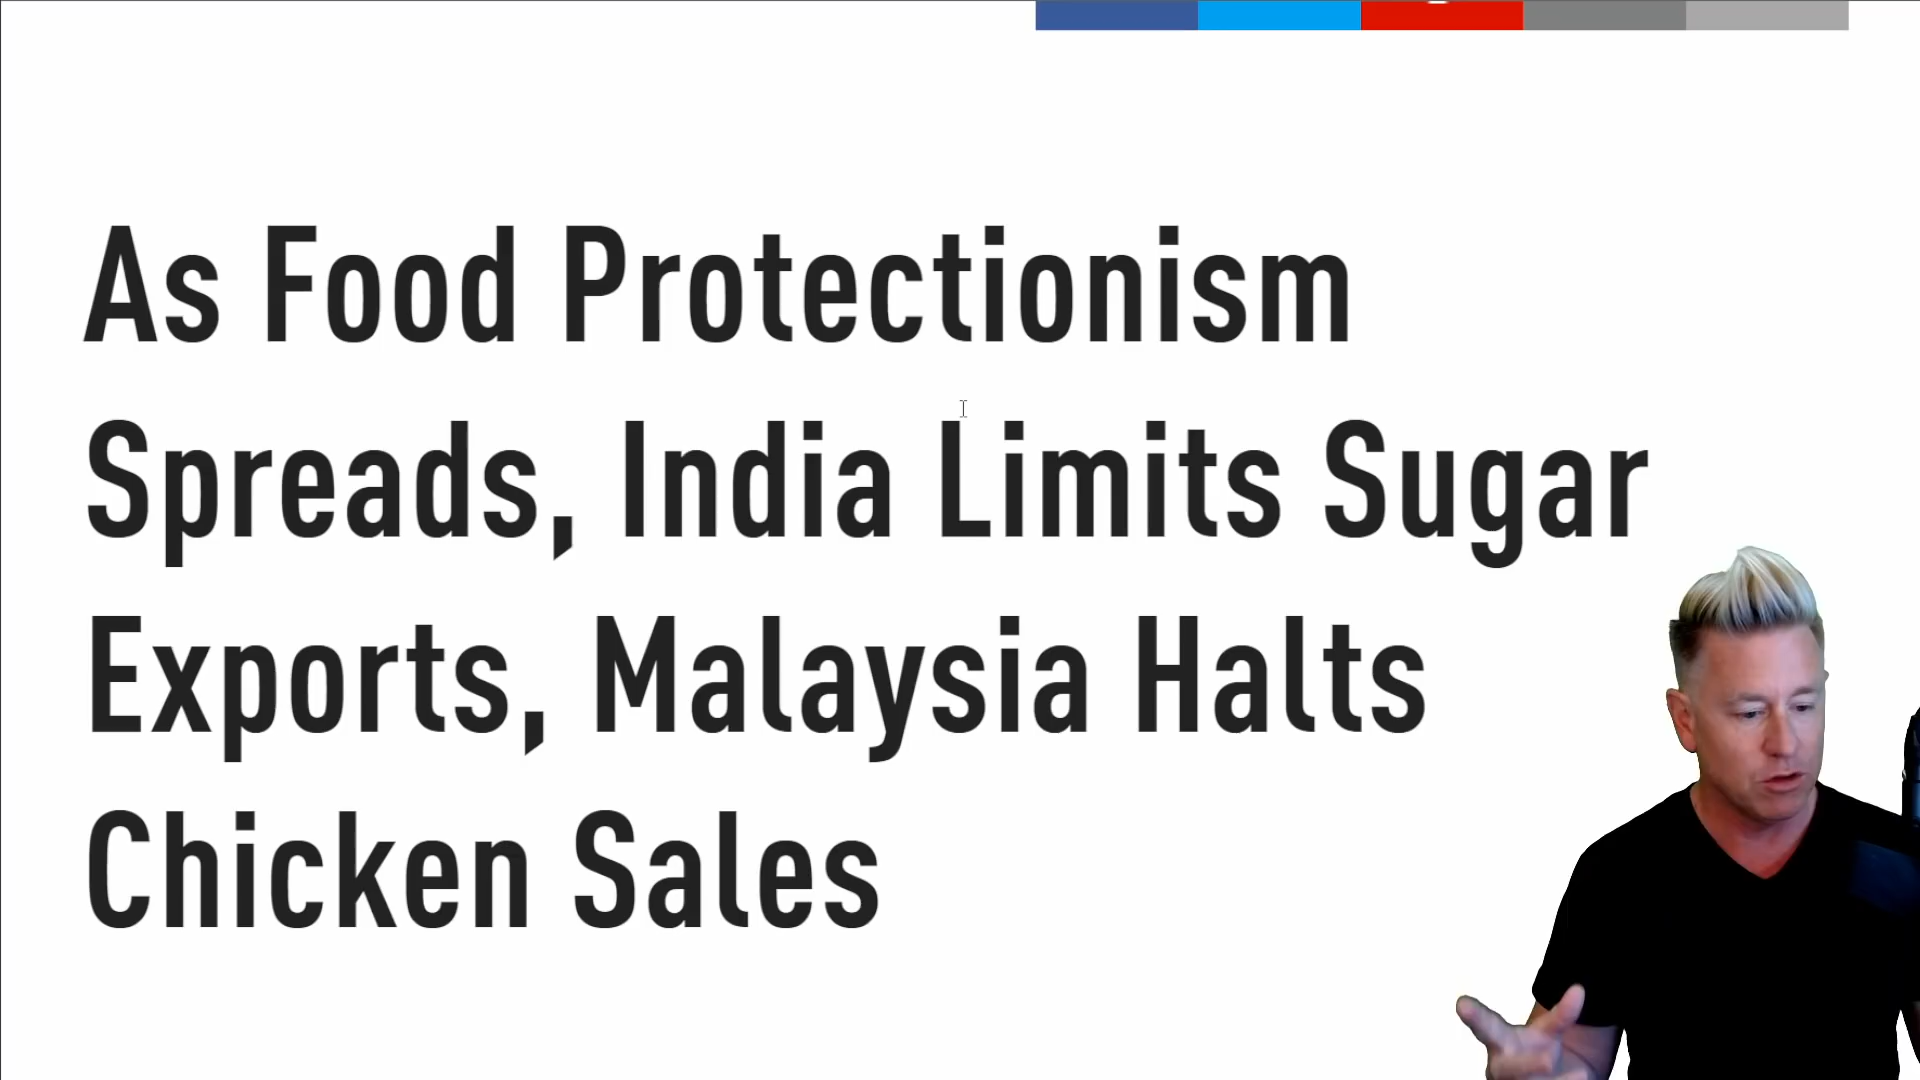 As Food Protectionism
Spreads, India Limits Sugar
Exports, Malaysia Halts
Chicken Sales